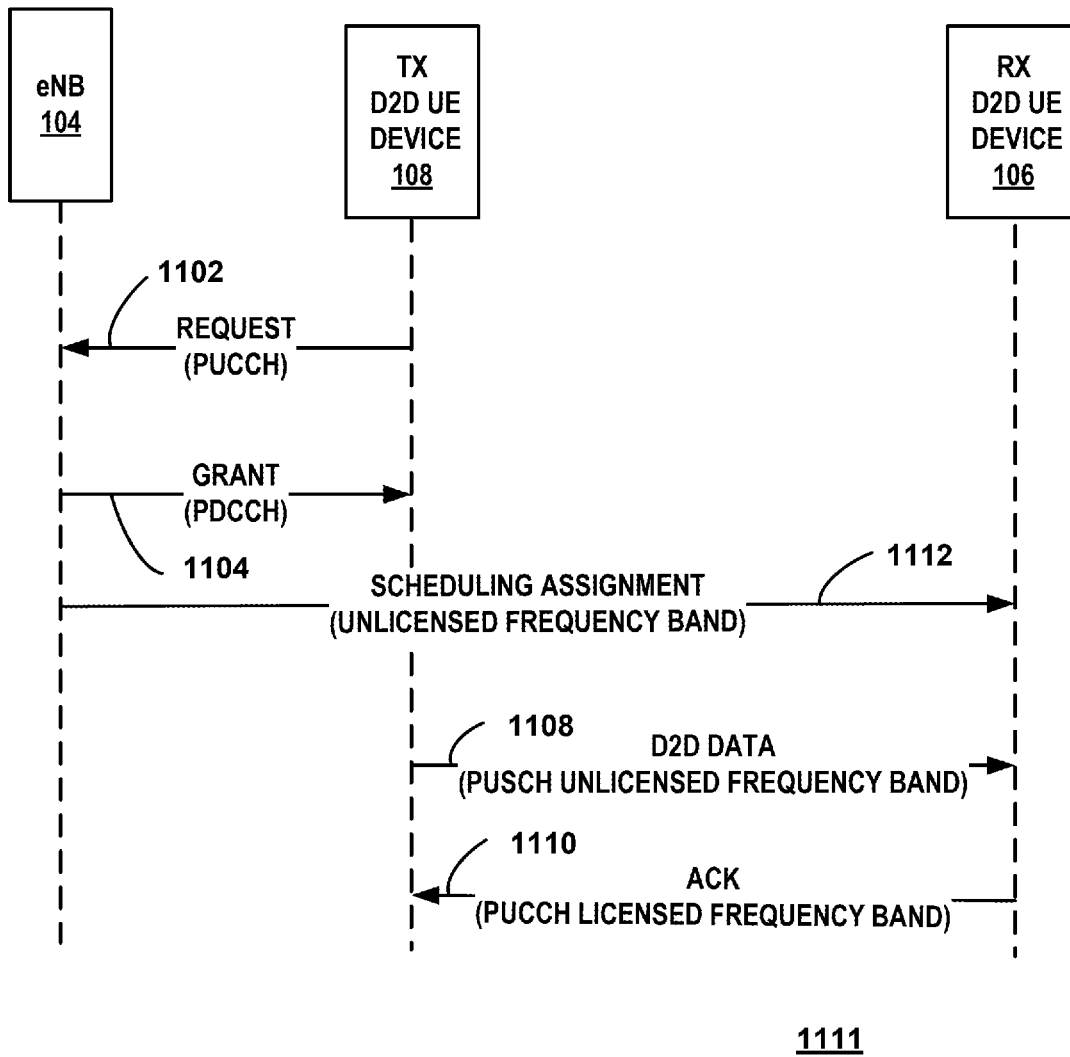 eNB
104
TX
D2D UE
DEVICE
108
RX
D2D UE
DEVICE
106
1102
REQUEST
(PUCCH)
GRANT
(PDCCH)
1104
1112
SCHEDULING ASSIGNMENT
(UNLICENSED FREQUENCY BAND)
1108
D2D DATA
(PUSCH UNLICENSED FREQUENCY BAND)
1110
ACK
(PUCCH LICENSED FREQUENCY BAND)
1111